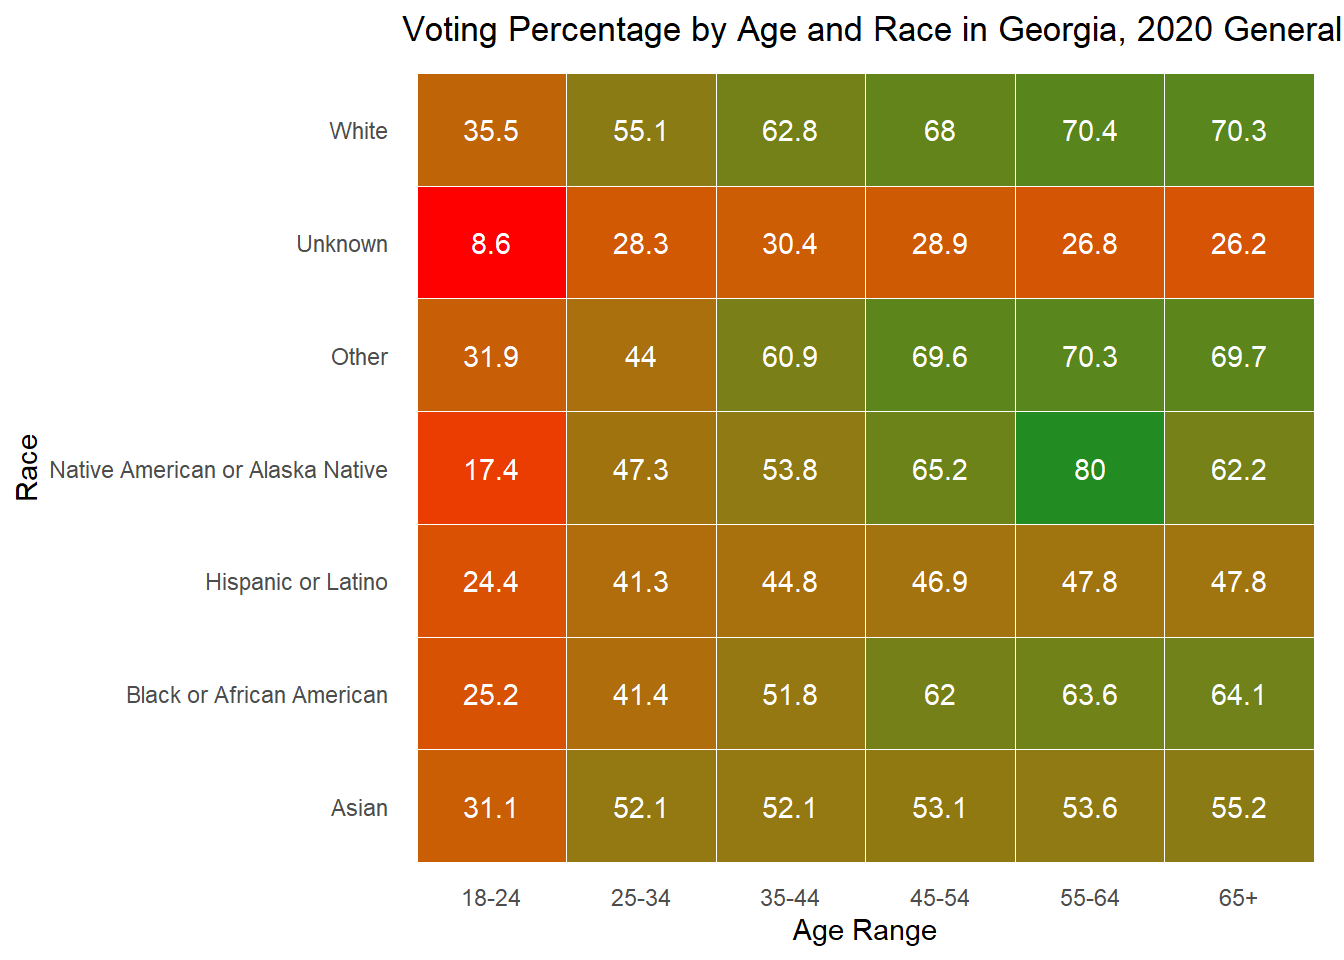 Voting Percentage by Age and Race in Georgia, 2020 General
White 35.5 55.1 62.8 68 70.4 70.3
Unknown 8.6 28.3 30.4 28.9 26.8 26.2
Other 31.9 44 60.9 69.6 70.3 69.7
Race
Native American or Alaska Native 17.4 47.3 53.8 65.2 80 62.2
Hispanic or Latino 24.4 41.3 44.8 46.9 47.8 47.8
Black or African American 25.2 41.4 51.8 62 63.6 64.1
Asian 31.1 52.1 52.1 53.1 53.6 55.2
18-24 25-34 35-44 45-54 55-64 65+
Age Range